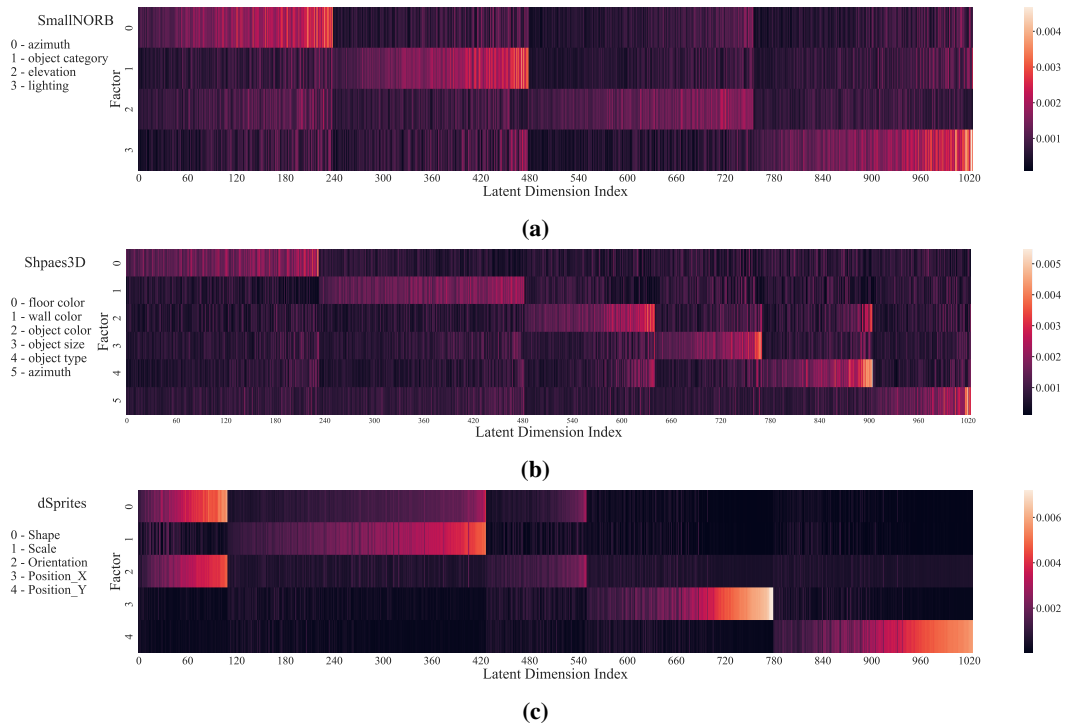 SmallNORB
0 - azimuth
1 - object category
2 - elevation
3 - lighting
Factor
0
1
2
3
0 60 120 180 240 300 360 420 480 540 600 660 720 780 840 900 960 1020
Latent Dimension Index
0.004
0.003
0.002
0.001
(a)
Shpaes3D
0 - floor color
1 - wall color
2 - object color
3 - object size
4 - object type
5 - azimuth
Factor
0
1
2
3
4
5
0 60 120 180 240 300 360 420 480 540 600 660 720 780 840 900 960 1020
Latent Dimension Index
0.005
0.004
0.003
0.002
0.001
(b)
dSprites
0 - Shape
1 - Scale
2 - Orientation
3 - Position_X
4 - Position_Y
Factor
0
1
2
3
4
0 60 120 180 240 300 360 420 480 540 600 660 720 780 840 900 960 1020
Latent Dimension Index
0.006
0.004
0.002
(c)